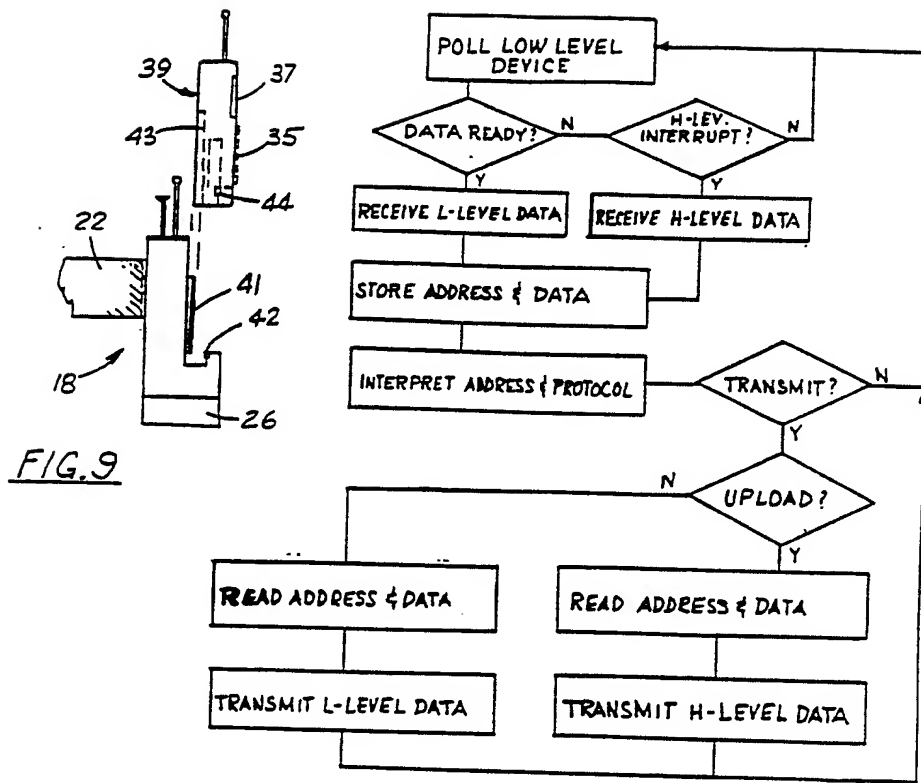 39
37
43
35
44
22
41
42
18
26
FIG.9
POLL LOW LEVEL
DEVICE
DATA READY?
N
H-LEV.
INTERRUPT?
N
Y
Y
RECEIVE L-LEVEL DATA
RECEIVE H-LEVEL DATA
STORE ADDRESS & DATA
INTERPRET ADDRESS & PROTOCOL
TRANSMIT?
N
Y
N
UPLOAD?
Y
READ ADDRESS & DATA
READ ADDRESS & DATA
TRANSMIT L-LEVEL DATA
TRANSMIT H-LEVEL DATA